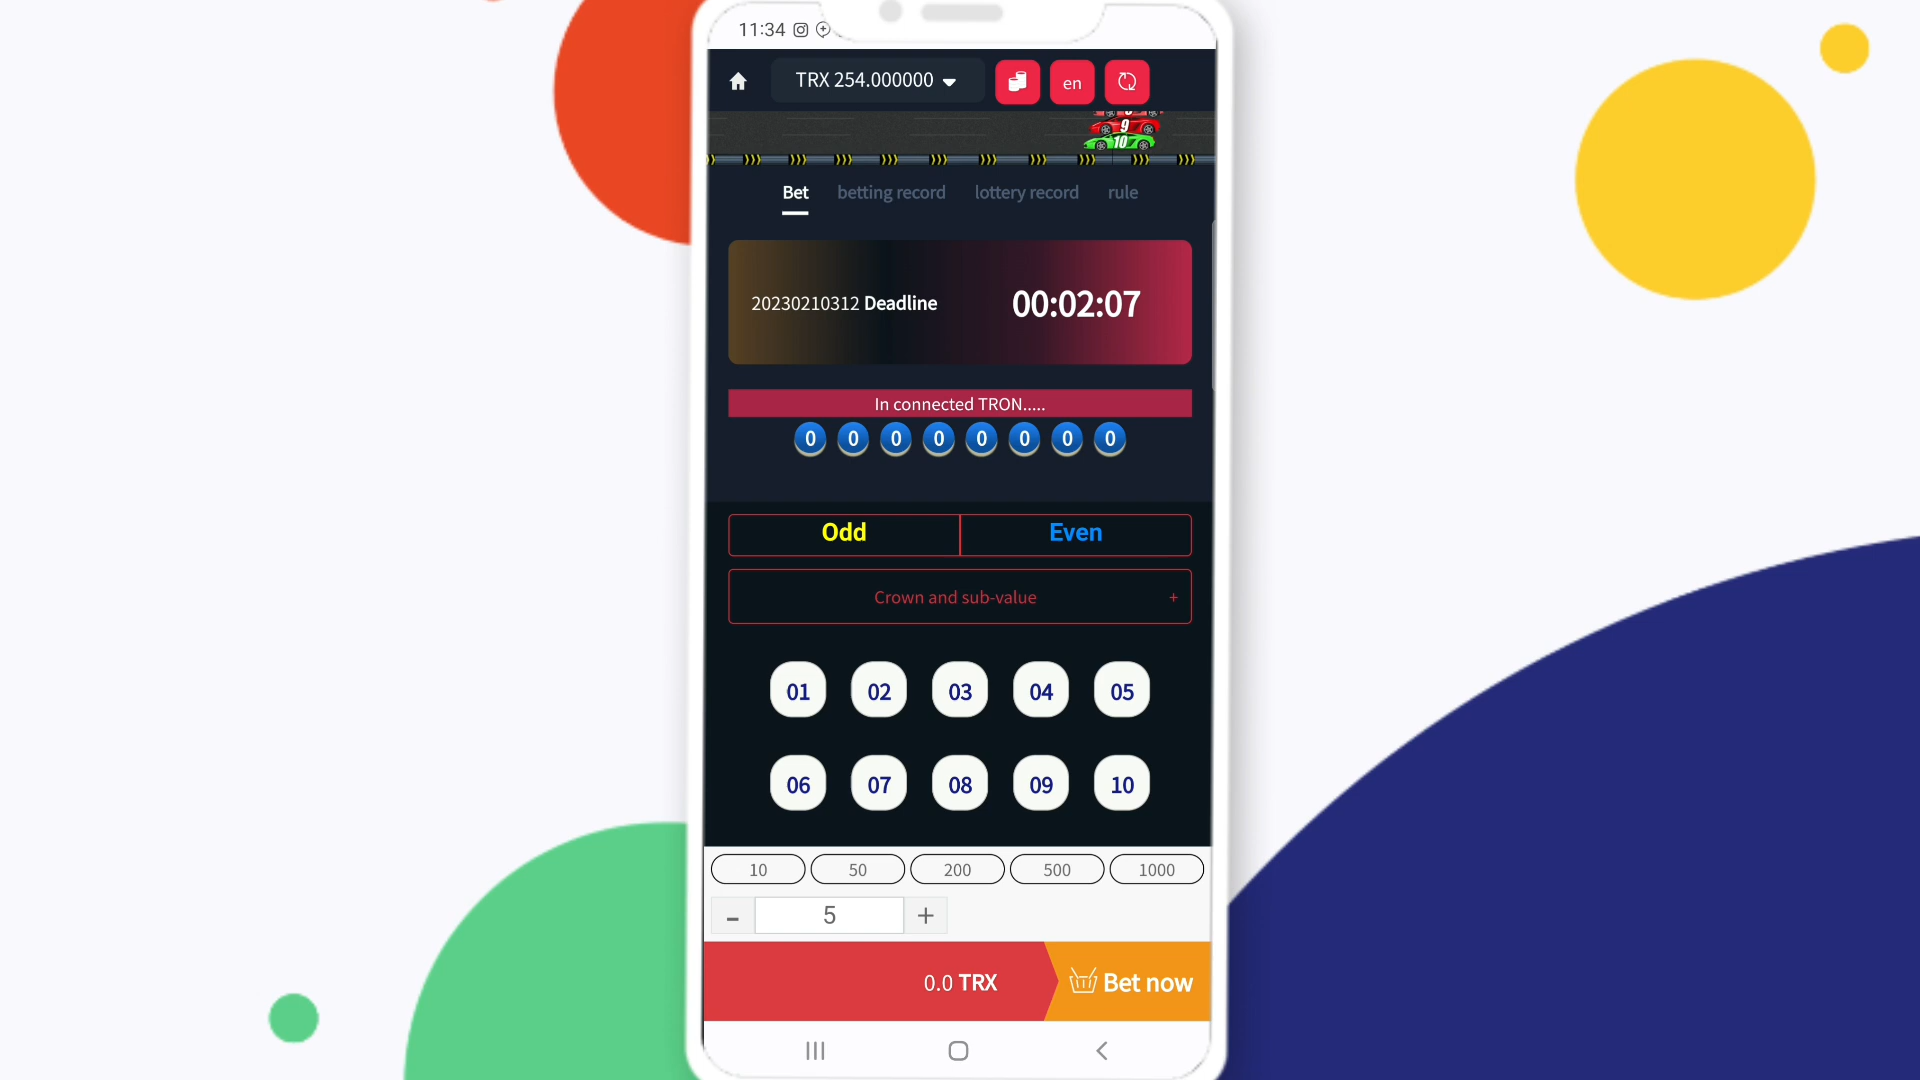 11:34
TRX 254.000000
en
9
10
Bet betting record lottery record rule
20230210312 Deadline 00:02:07
In connected TRON.....
0 0 0 0 0 0 0 0
Odd Even
Crown and sub-value +
01 02 03 04 05
06 07 08 09 10
10 50 200 500 1000
- 5 +
0.0 TRX Bet now